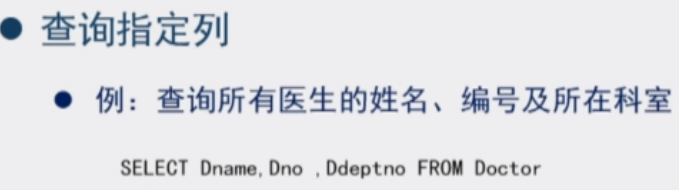 查询指定列
例：查询所有医生的姓名、编号及所在科室
SELECT Dname,Dno ,Ddeptno FROM Doctor